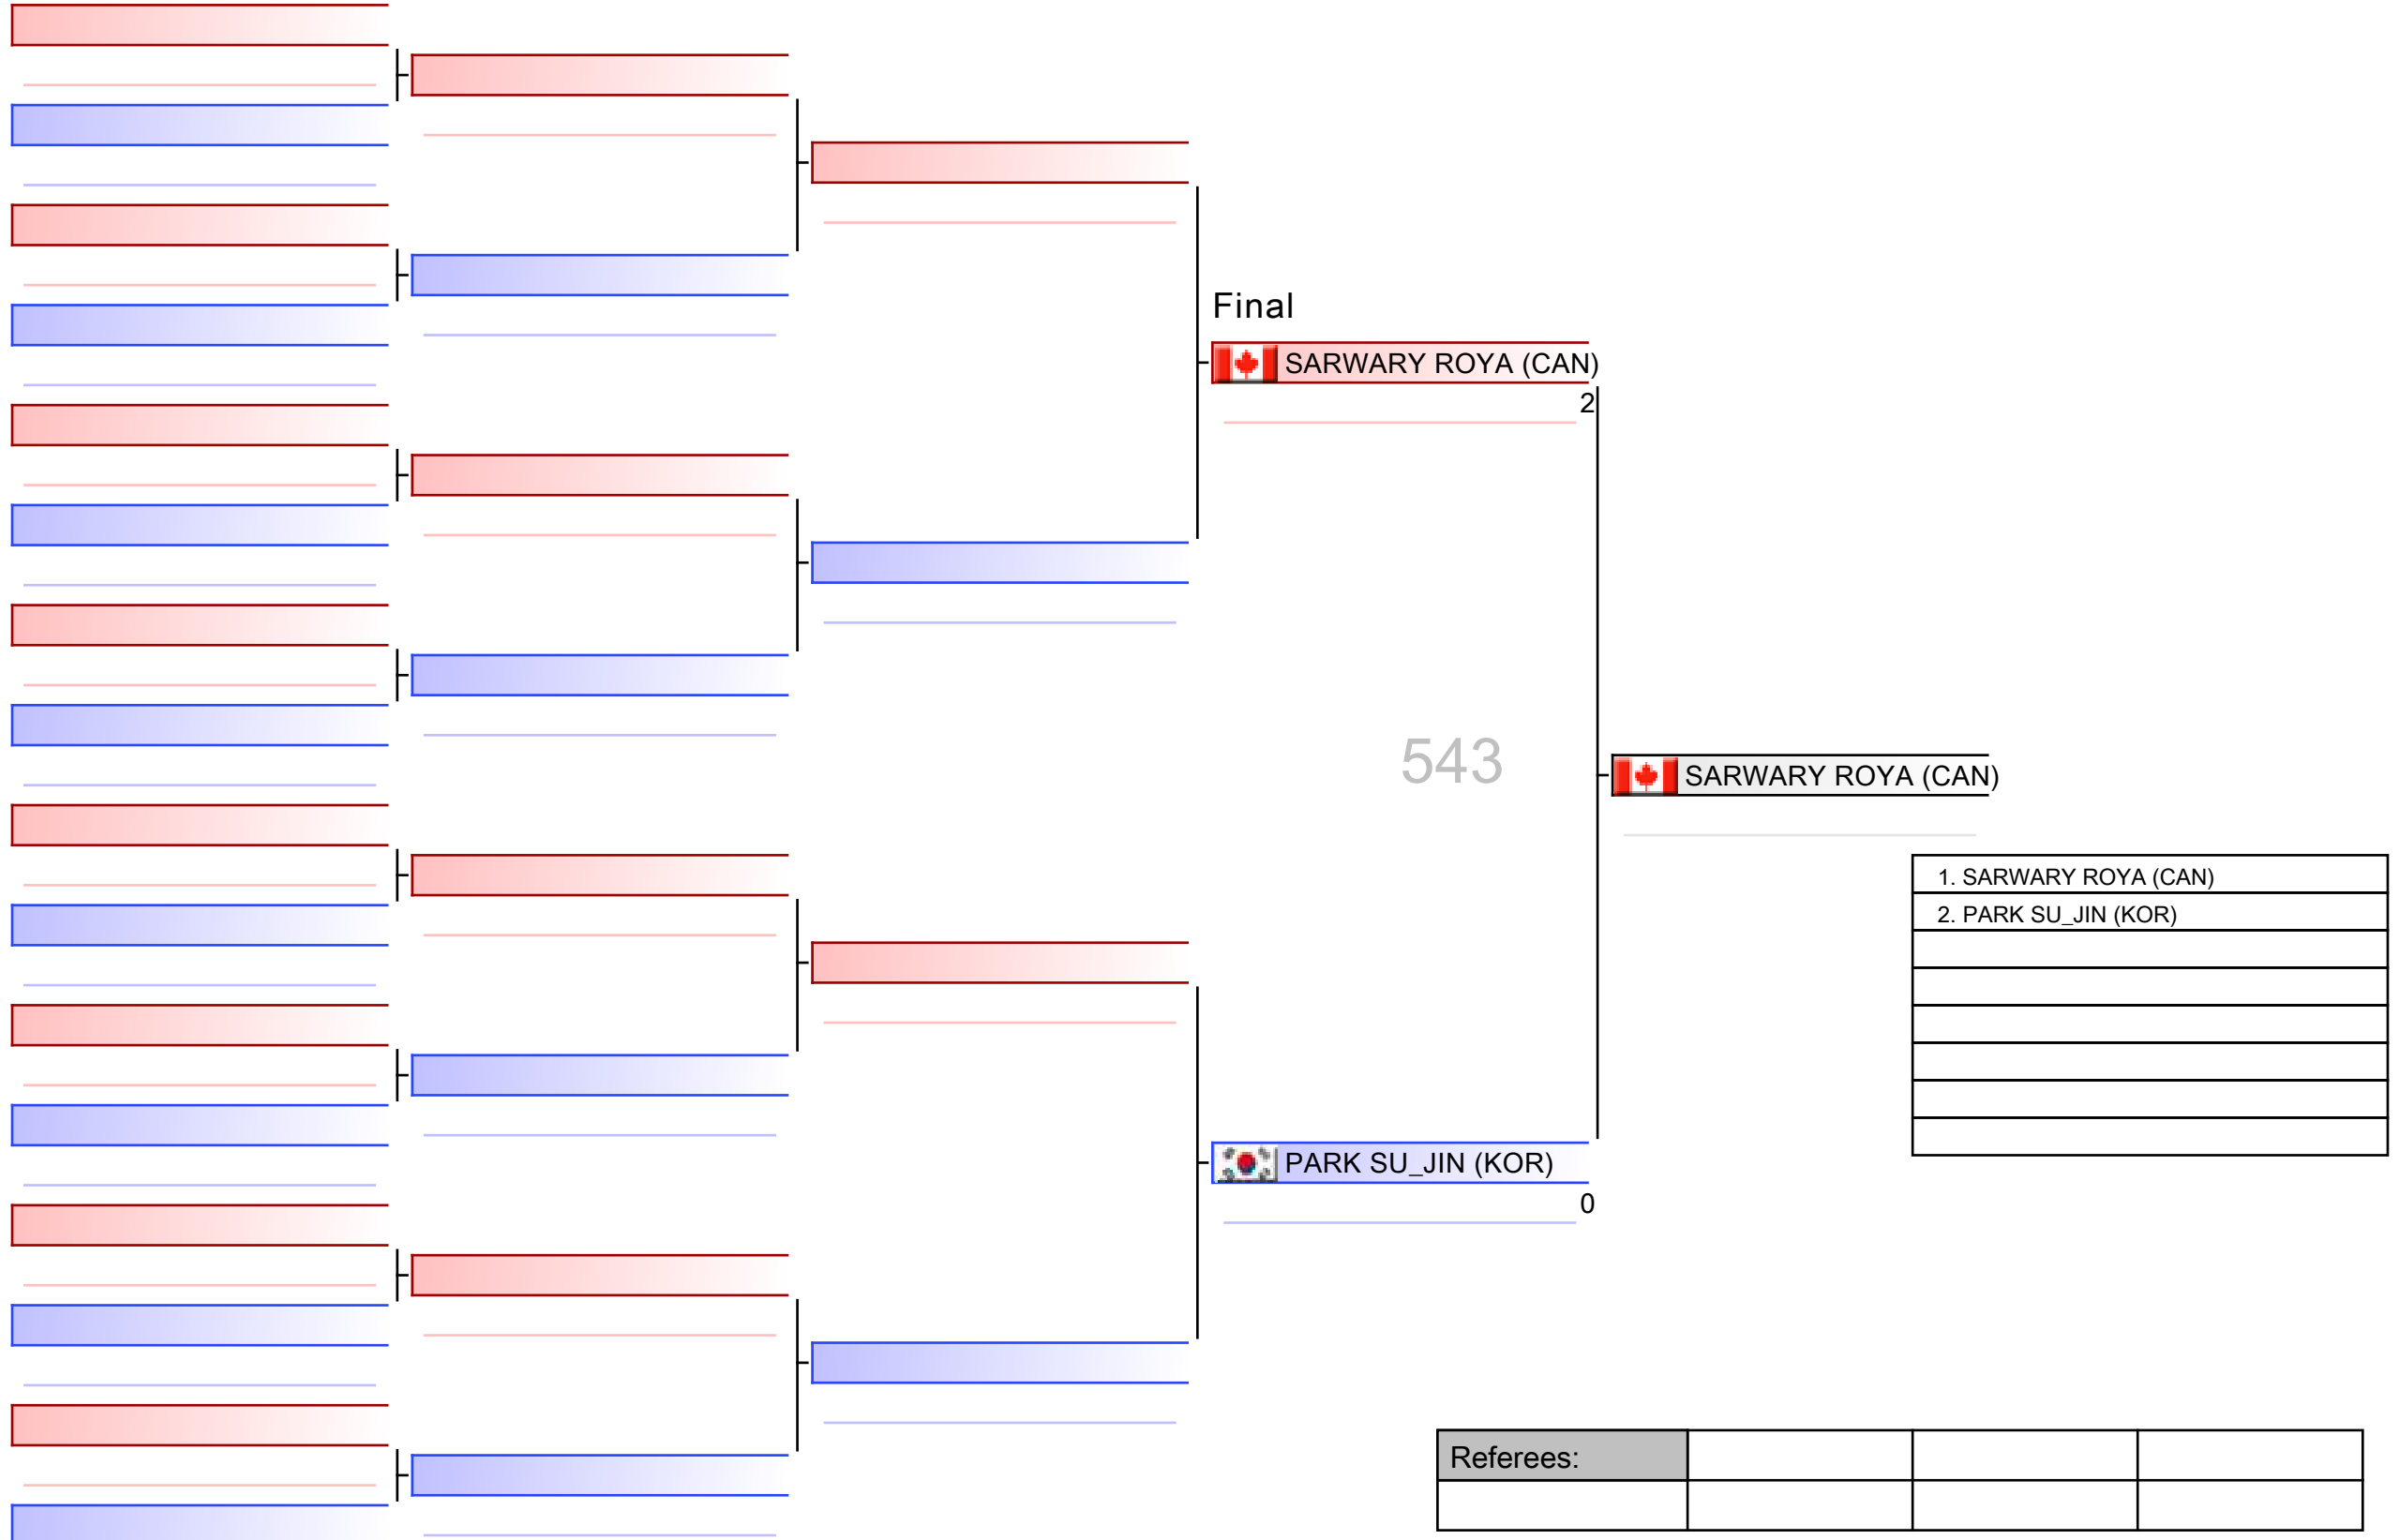 Final
SARWARY ROYA (CAN)
2
543
SARWARY ROYA (CAN)
1. SARWARY ROYA (CAN)
2. PARK SU_JIN (KOR)
PARK SU_JIN (KOR)
0
Referees: